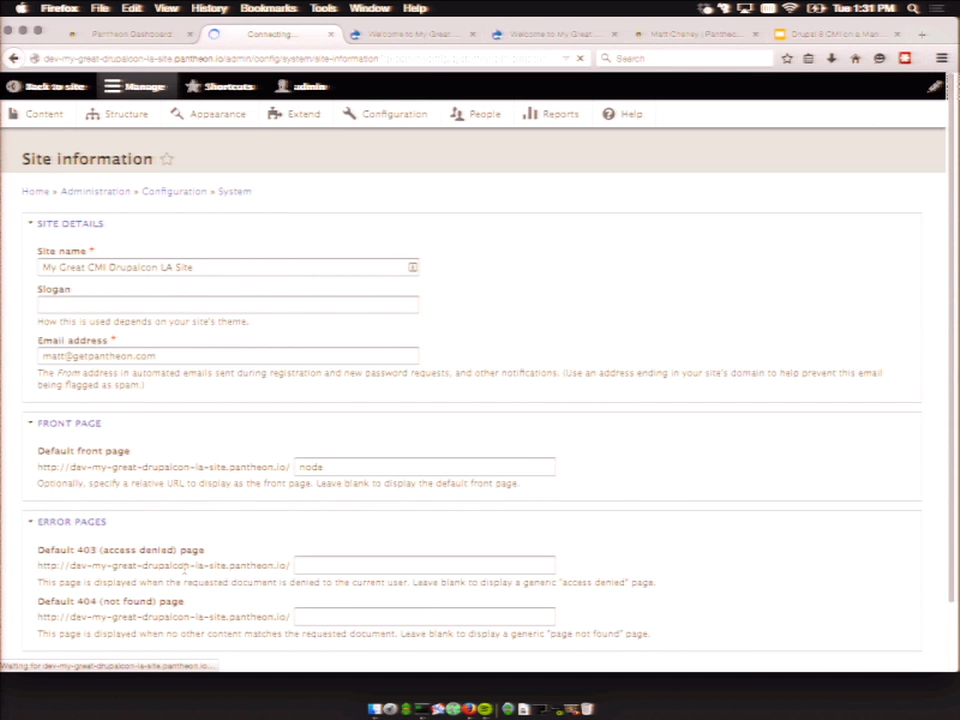 Firefox File Edit View History Bookmarks Tools Window Help Tue 1:31 PM
Pantheon Dashboard Connecting... Welcome to My Great... Welcome to My Great... Matt Cheney | Pantheon... Drupal 8 CMI on a Man...
dev-my-great-drupalcon-la-site.pantheon.io/admin/config/system/site-information Search
Back to site Manage Shortcuts admin
Content Structure Appearance Extend Configuration People Reports Help
Site information
Home » Administration » Configuration » System
SITE DETAILS
Site name *
My Great CMI Drupalcon LA Site
Slogan
How this is used depends on your site's theme.
Email address *
matt@getpantheon.com
The From address in automated emails sent during registration and new password requests, and other notifications. (Use an address ending in your site's domain to help prevent this email
being flagged as spam.)
FRONT PAGE
Default front page
http://dev-my-great-drupalcon-la-site.pantheon.io/ node
Optionally, specify a relative URL to display as the front page. Leave blank to display the default front page.
ERROR PAGES
Default 403 (access denied) page
http://dev-my-great-drupalcon-la-site.pantheon.io/
This page is displayed when the requested document is denied to the current user. Leave blank to display a generic "access denied" page.
Default 404 (not found) page
http://dev-my-great-drupalcon-la-site.pantheon.io/
This page is displayed when no other content matches the requested document. Leave blank to display a generic "page not found" page.
Waiting for dev-my-great-drupalcon-la-site.pantheon.io...